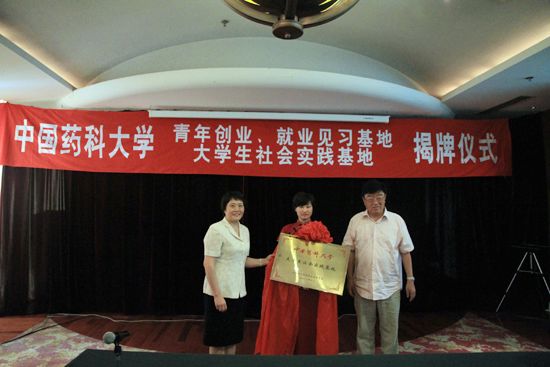 中国药科大学
青年创业、就业见习基地
大学生社会实践基地
揭牌仪式
中国药科大学